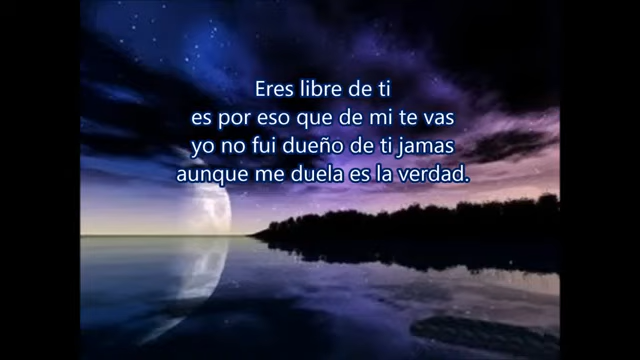 Eres libre de ti
es por eso que de mi te vas
yo no fui dueño de ti jamas
aunque me duela es la verdad.